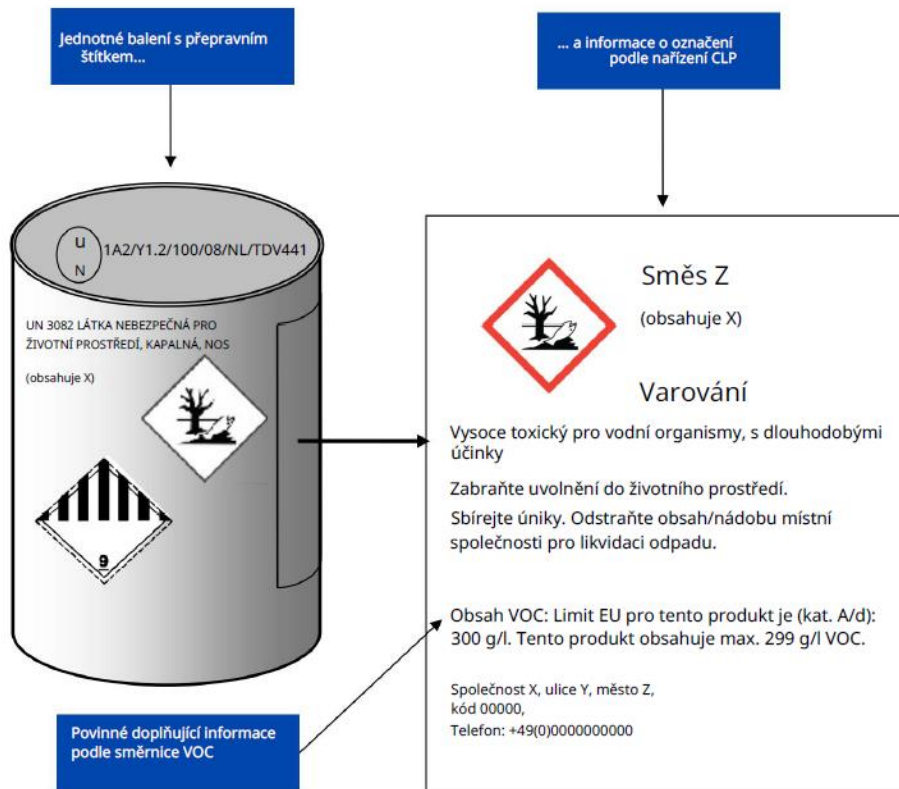 Jednotné balení s přepravním
štítkem...
... a informace o označení
podle nařízení CLP
u
N
1A2/Y1.2/100/08/NL/TDV441
UN 3082 LÁTKA NEBEZPEČNÁ PRO
ŽIVOTNÍ PROSTŘEDÍ, KAPALNÁ, NOS
(obsahuje X)
9
Směs Z
(obsahuje X)
Varování
Vysoce toxický pro vodní organismy, s dlouhodobými
účinky
Zabraňte uvolnění do životního prostředí.
Sbírejte úniky. Odstraňte obsah/nádobu místní
společnosti pro likvidaci odpadu.
Obsah VOC: Limit EU pro tento produkt je (kat. A/d):
300 g/l. Tento produkt obsahuje max. 299 g/l VOC.
Společnost X, ulice Y, město Z,
kód 00000,
Telefon: +49(0)0000000000
Povinné doplňující informace
podle směrnice VOC